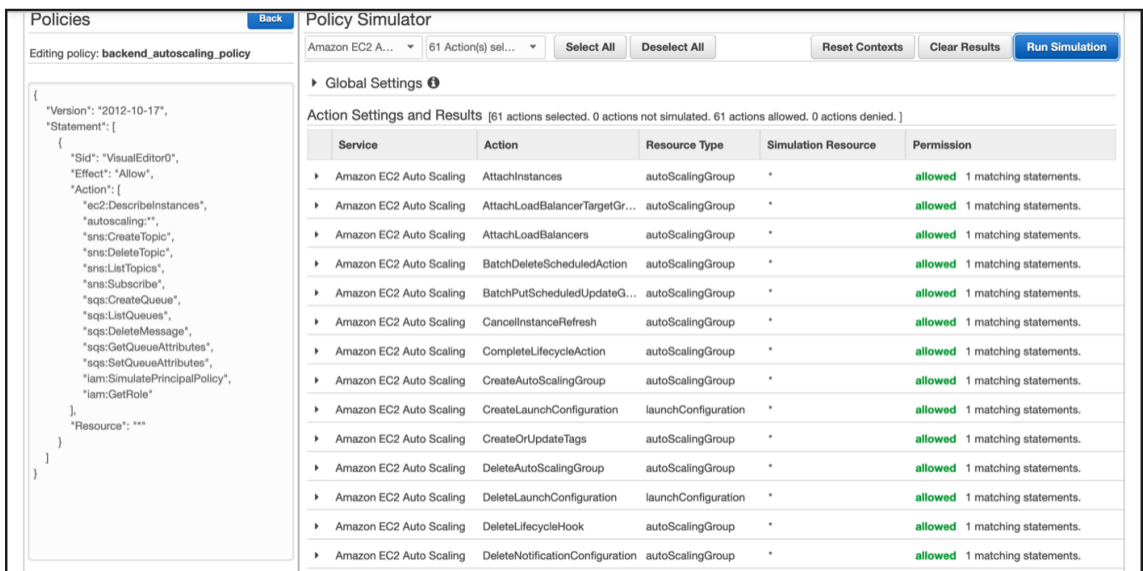 Policies
Back
Editing policy: backend_autoscaling_policy
{
"Version": "2012-10-17",
"Statement": [
{
"Sid": "VisualEditor0",
"Effect": "Allow",
"Action": [
"ec2:DescribeInstances",
"autoscaling:*",
"sns:CreateTopic",
"sns:DeleteTopic",
"sns:ListTopics",
"sns:Subscribe",
"sqs:CreateQueue",
"sqs:ListQueues",
"sqs:DeleteMessage",
"sqs:GetQueueAttributes",
"sqs:SetQueueAttributes",
"iam:SimulatePrincipalPolicy",
"iam:GetRole"
],
"Resource": "*"
}
]
}
Policy Simulator
Amazon EC2 A... 61 Action(s) sel... Select All Deselect All Reset Contexts Clear Results Run Simulation
Global Settings
Action Settings and Results [61 actions selected. 0 actions not simulated. 61 actions allowed. 0 actions denied. ]
Service Action Resource Type Simulation Resource Permission
Amazon EC2 Auto Scaling AttachInstances autoScalingGroup * allowed 1 matching statements.
Amazon EC2 Auto Scaling AttachLoadBalancerTargetGr... autoScalingGroup * allowed 1 matching statements.
Amazon EC2 Auto Scaling AttachLoadBalancers autoScalingGroup * allowed 1 matching statements.
Amazon EC2 Auto Scaling BatchDeleteScheduledAction autoScalingGroup * allowed 1 matching statements.
Amazon EC2 Auto Scaling BatchPutScheduledUpdateG... autoScalingGroup * allowed 1 matching statements.
Amazon EC2 Auto Scaling CancelInstanceRefresh autoScalingGroup * allowed 1 matching statements.
Amazon EC2 Auto Scaling CompleteLifecycleAction autoScalingGroup * allowed 1 matching statements.
Amazon EC2 Auto Scaling CreateAutoScalingGroup autoScalingGroup * allowed 1 matching statements.
Amazon EC2 Auto Scaling CreateLaunchConfiguration launchConfiguration * allowed 1 matching statements.
Amazon EC2 Auto Scaling CreateOrUpdateTags autoScalingGroup * allowed 1 matching statements.
Amazon EC2 Auto Scaling DeleteAutoScalingGroup autoScalingGroup * allowed 1 matching statements.
Amazon EC2 Auto Scaling DeleteLaunchConfiguration launchConfiguration * allowed 1 matching statements.
Amazon EC2 Auto Scaling DeleteLifecycleHook autoScalingGroup * allowed 1 matching statements.
Amazon EC2 Auto Scaling DeleteNotificationConfiguration autoScalingGroup * allowed 1 matching statements.